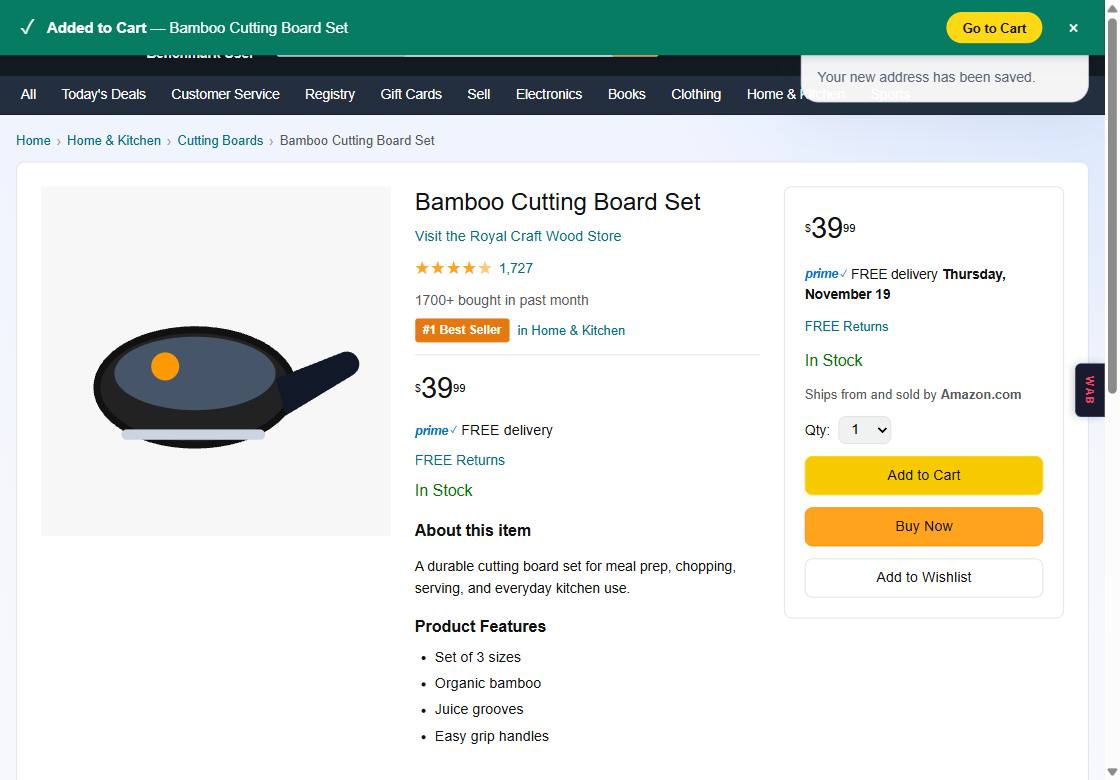 ✓ Added to Cart — Bamboo Cutting Board Set
Go to Cart
×
Benchmark User
Your new address has been saved.
All Today's Deals Customer Service Registry Gift Cards Sell Electronics Books Clothing Home & Kitchen Sports
Home › Home & Kitchen › Cutting Boards › Bamboo Cutting Board Set
Bamboo Cutting Board Set
Visit the Royal Craft Wood Store
★★★★★ 1,727
1700+ bought in past month
#1 Best Seller in Home & Kitchen
$3999
prime✓ FREE delivery
FREE Returns
In Stock
About this item
A durable cutting board set for meal prep, chopping,
serving, and everyday kitchen use.
Product Features
• Set of 3 sizes
• Organic bamboo
• Juice grooves
• Easy grip handles
$3999
prime✓ FREE delivery Thursday,
November 19
FREE Returns
In Stock
Ships from and sold by Amazon.com
Qty: 1
Add to Cart
Buy Now
Add to Wishlist
WAB